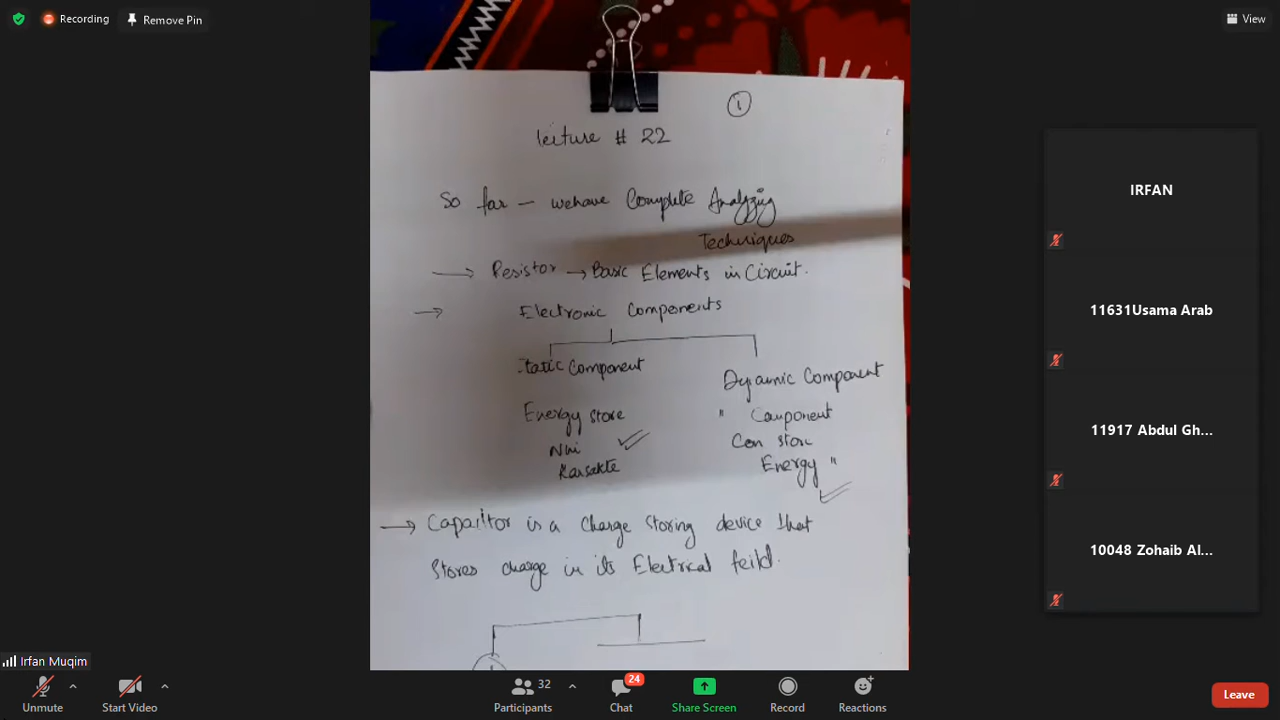 Recording
Remove Pin
View
1
lecture # 22
So far — we have Complete Analyzing
Techniques
→ Resistor → Basic Elements in Circuit.
→ Electronic Components
Static Component
Dynamic Component
Energy store
Nhi
Karsakte
" Component
Can store
Energy "
→ Capacitor is a Charge Storing device that
Stores charge in its Electrical feild.
IRFAN
11631Usama Arab
11917 Abdul Gh...
10048 Zohaib Al...
Irfan Muqim
Unmute
Start Video
32
Participants
24
Chat
Share Screen
Record
Reactions
Leave